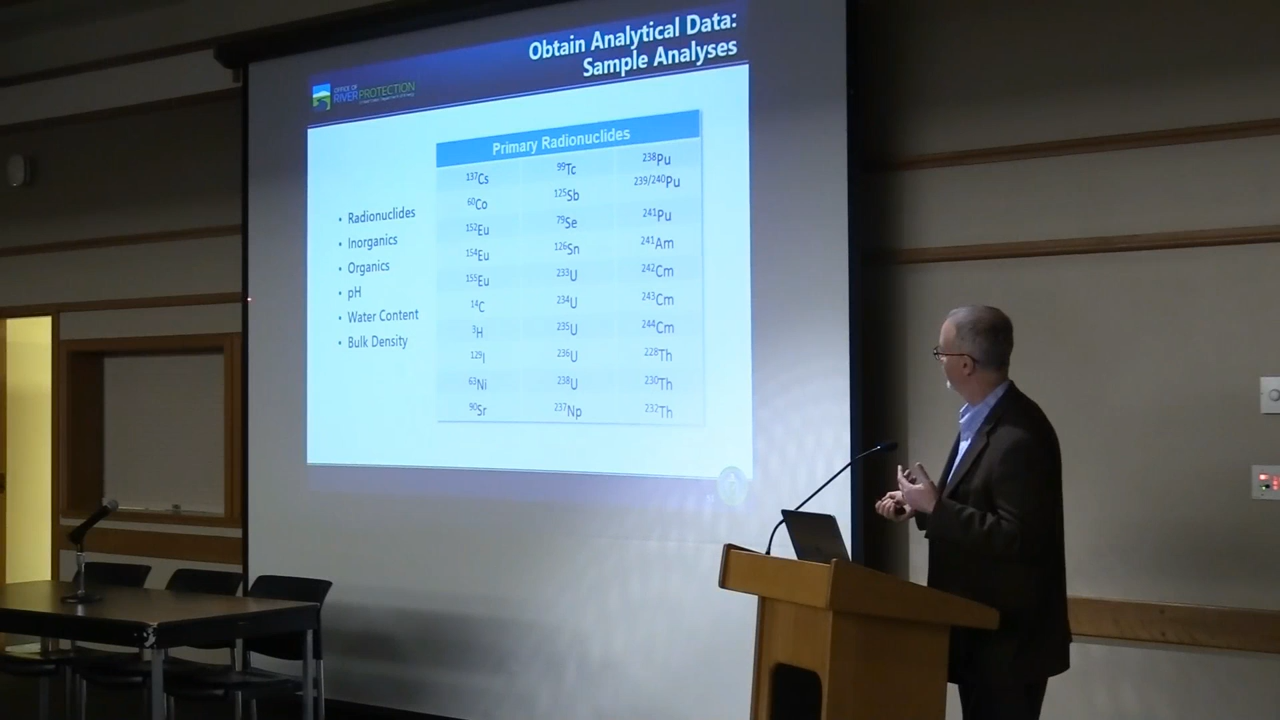 Obtain Analytical Data:
Sample Analyses
OFFICE OF
RIVER PROTECTION
• Radionuclides
• Inorganics
• Organics
• pH
• Water Content
• Bulk Density
Primary Radionuclides
¹³⁷Cs ⁹⁹Tc ²³⁸Pu
⁶⁰Co ¹²⁵Sb ²³⁹/²⁴⁰Pu
¹⁵²Eu ⁷⁹Se ²⁴¹Pu
¹⁵⁴Eu ¹²⁶Sn ²⁴¹Am
¹⁵⁵Eu ²³³U ²⁴²Cm
¹⁴C ²³⁴U ²⁴³Cm
³H ²³⁵U ²⁴⁴Cm
¹²⁹I ²³⁶U ²²⁸Th
⁶³Ni ²³⁸U ²³⁰Th
⁹⁰Sr ²³⁷Np ²³²Th